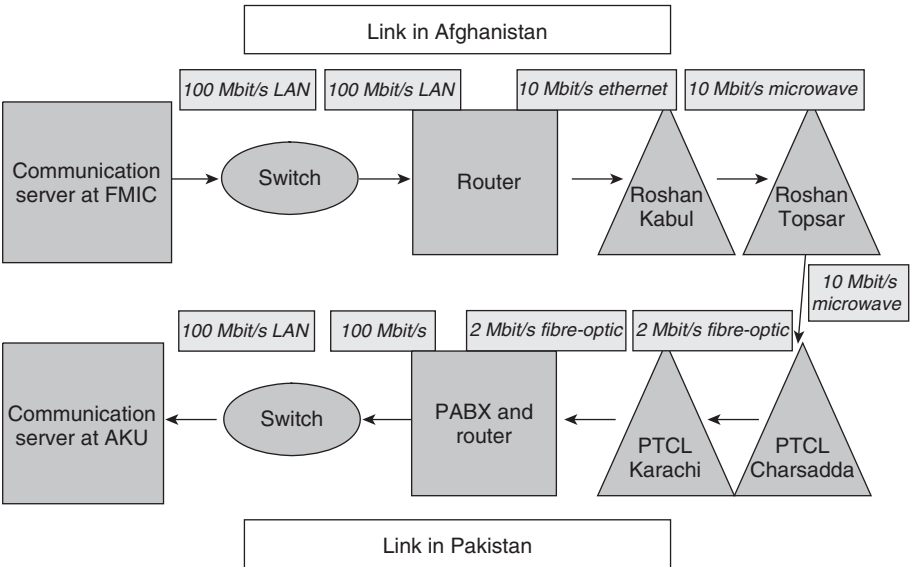 Link in Afghanistan
100 Mbit/s LAN
100 Mbit/s LAN
10 Mbit/s ethernet
10 Mbit/s microwave
Communication
server at FMIC
Switch
Router
Roshan
Kabul
Roshan
Topsar
10 Mbit/s
microwave
100 Mbit/s LAN
100 Mbit/s
2 Mbit/s fibre-optic
2 Mbit/s fibre-optic
Communication
server at AKU
Switch
PABX and
router
PTCL
Karachi
PTCL
Charsadda
Link in Pakistan